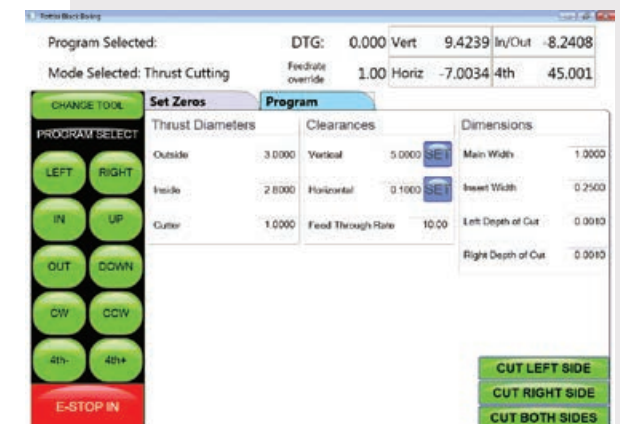 Rottler Block Boring
Program Selected: DTG: 0.000 Vert 9.4239 In/Out -8.2408
Mode Selected: Thrust Cutting Feedrate override 1.00 Horiz -7.0034 4th 45.001
CHANGE TOOL Set Zeros Program
PROGRAM SELECT Thrust Diameters Clearances Dimensions
Outside 3.0000 Vertical 5.0000 SET Main Width 1.0000
LEFT RIGHT
Inside 2.8000 Horizontal 0.1000 SET Insert Width 0.2500
IN UP
Cutter 1.0000 Feed Through Rate 10.00 Left Depth of Cut 0.0010
Right Depth of Cut 0.0010
OUT DOWN
CW CCW
4th- 4th+
CUT LEFT SIDE
CUT RIGHT SIDE
E-STOP IN
CUT BOTH SIDES